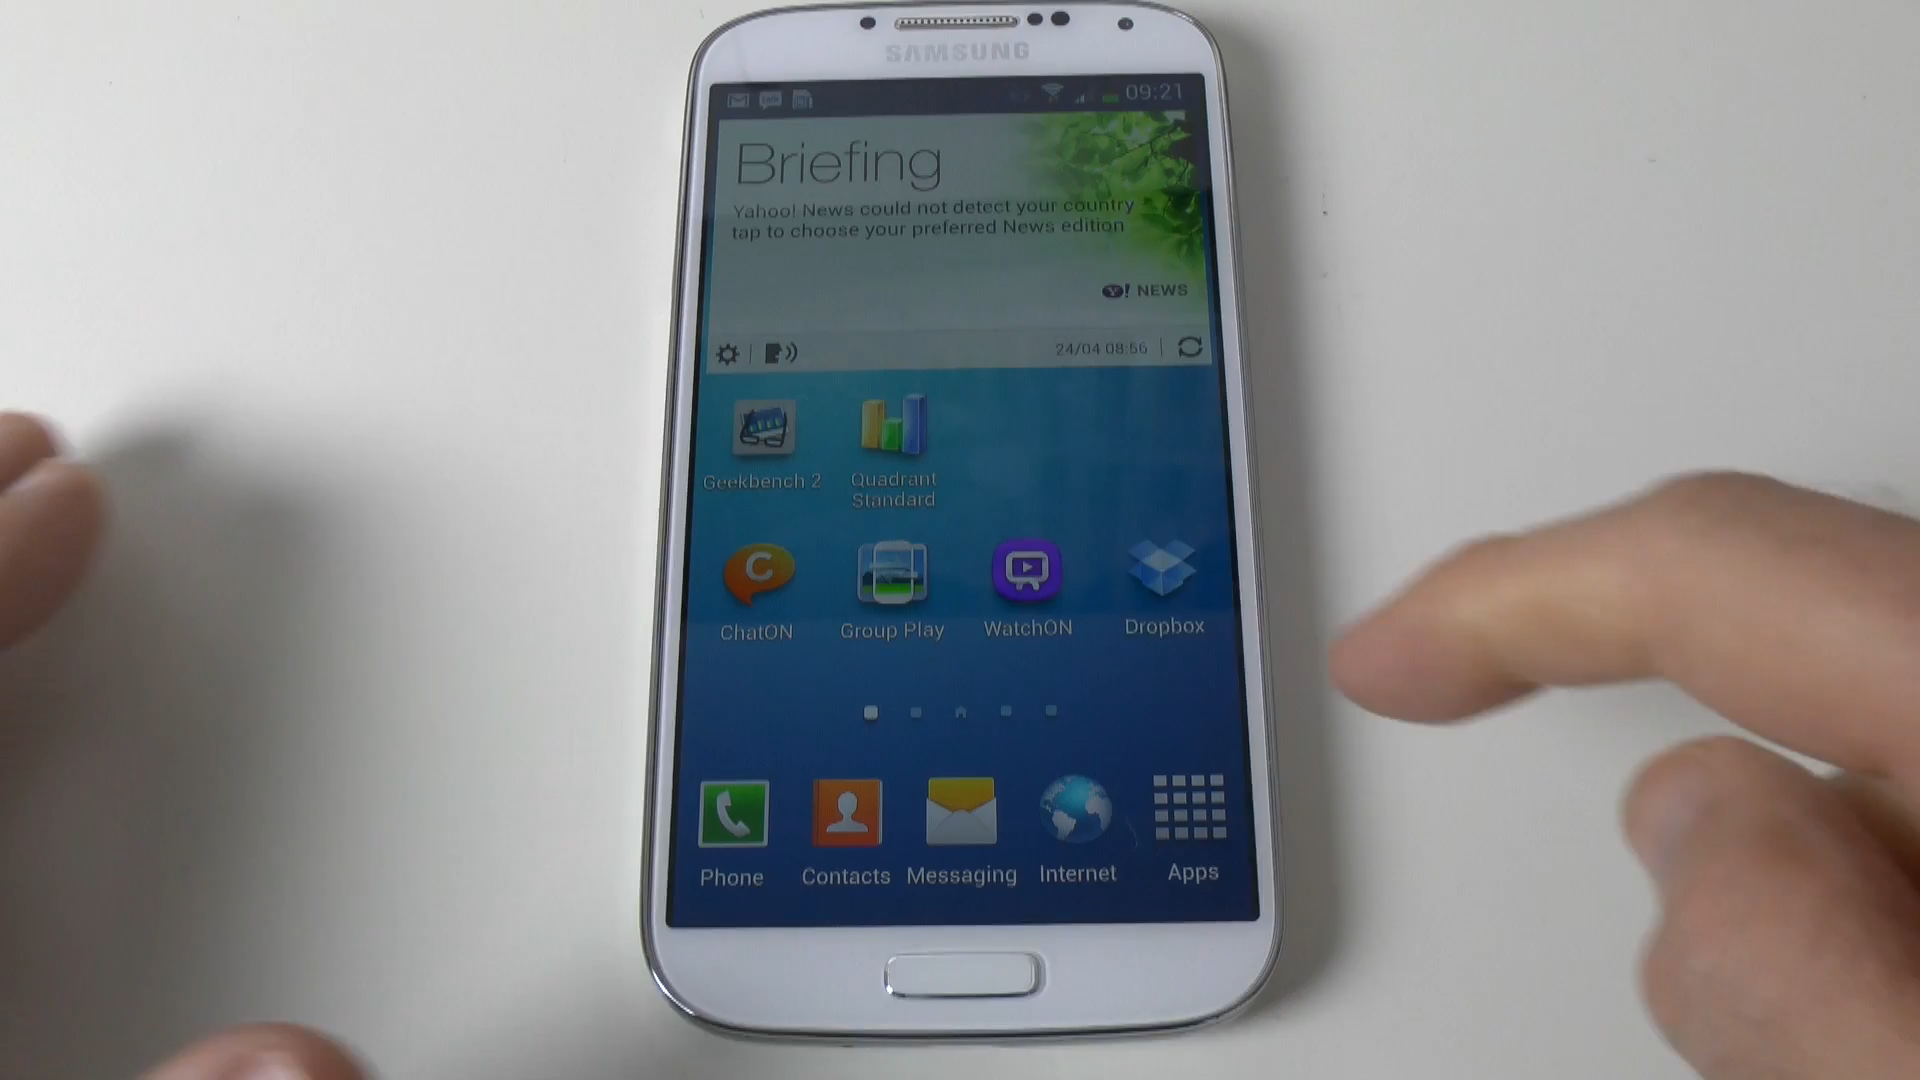 SAMSUNG
09:21
Briefing
Yahoo! News could not detect your country
tap to choose your preferred News edition
Y! NEWS
24/04 08:56
Geekbench 2
Quadrant
Standard
C
ChatON
Group Play
WatchON
Dropbox
Phone
Contacts
Messaging
Internet
Apps